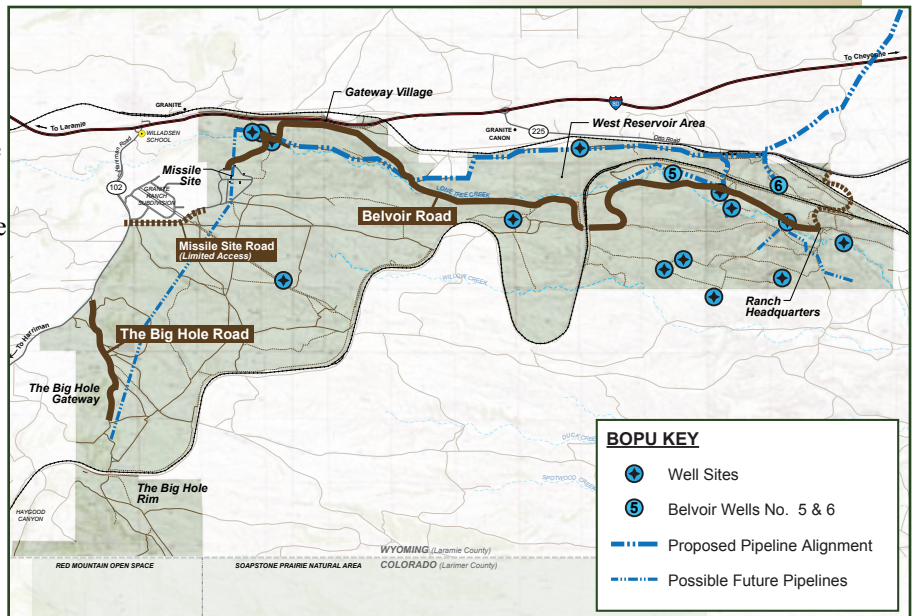 To Cheyenne
Gateway Village
GRANITE
80
To Laramie
WILLADSEN
SCHOOL
GRANITE
CANON
225
Otto Road
West Reservoir Area
Harriman Road
Missile
Site
102
GRANITE
RANCH
SUBDIVISION
5
6
LONE TREE CREEK
Belvoir Road
Missile Site Road
(Limited Access)
WILLOW CREEK
Ranch
Headquarters
To Harriman
The Big Hole Road
The Big Hole
Gateway
DUCK CREEK
SPOTWOOD CREEK
The Big Hole
Rim
HAYGOOD
CANYON
WYOMING (Laramie County)
COLORADO (Larimer County)
RED MOUNTAIN OPEN SPACE
SOAPSTONE PRAIRIE NATURAL AREA
BOPU KEY
Well Sites
5 Belvoir Wells No. 5 & 6
Proposed Pipeline Alignment
Possible Future Pipelines